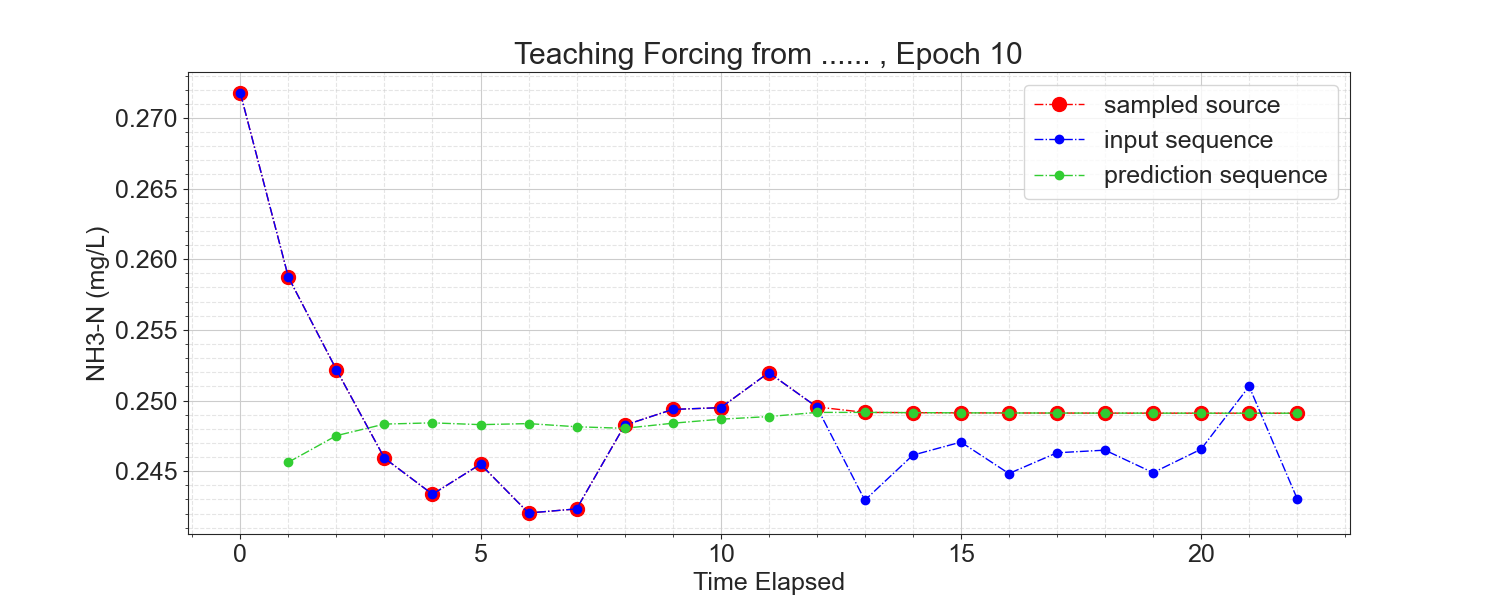 Teaching Forcing from ...... , Epoch 10
sampled source
input sequence
prediction sequence
NH3-N (mg/L)
0.270
0.265
0.260
0.255
0.250
0.245
0 5 10 15 20
Time Elapsed